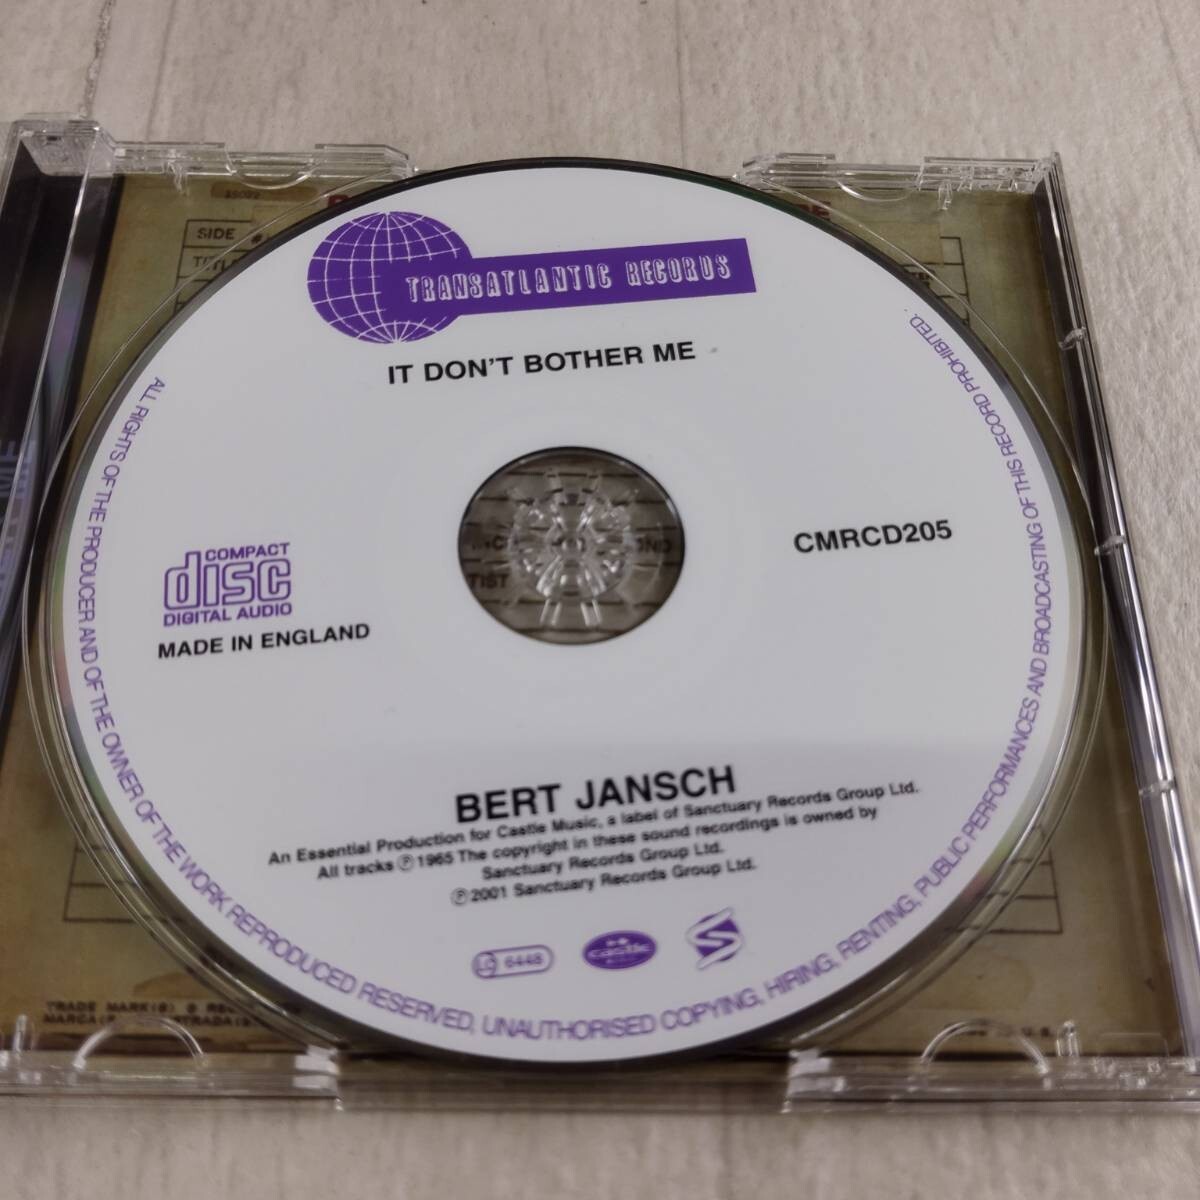 TRANSATLANTIC RECORDS
IT DON'T BOTHER ME
CMRCD205
COMPACT
disc
DIGITAL AUDIO
MADE IN ENGLAND
BERT JANSCH
An Essential Production for Castle Music, a label of Sanctuary Records Group Ltd.
All tracks ℗1965 The copyright in these sound recordings is owned by
Sanctuary Records Group Ltd.
℗2001 Sanctuary Records Group Ltd.
LC 6448
castle
ALL RIGHTS OF THE PRODUCER AND OF THE OWNER OF THE WORK REPRODUCED RESERVED, UNAUTHORISED COPYING, HIRING, RENTING, PUBLIC PERFORMANCES AND BROADCASTING OF THIS RECORD PROHIBITED.
SIDE #
TRADE MARK(S)